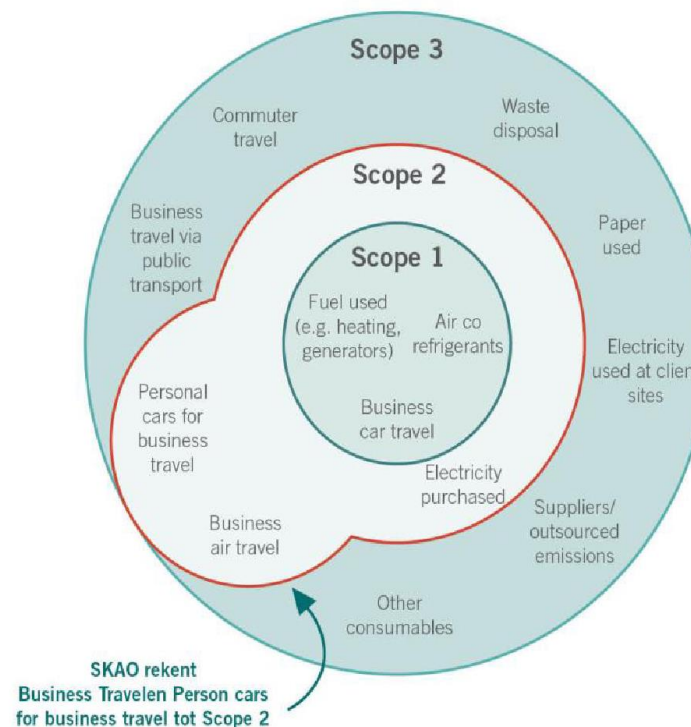 Scope 3
Commuter
travel
Waste
disposal
Scope 2
Business
travel via
public
transport
Paper
used
Scope 1
Fuel used
(e.g. heating,
generators)
Air co
refrigerants
Electricity
used at clien
sites
Personal
cars for
business
travel
Business
car travel
Electricity
purchased
Business
air travel
Suppliers/
outsourced
emissions
Other
consumables
SKAO rekent
Business Travelen Person cars
for business travel tot Scope 2